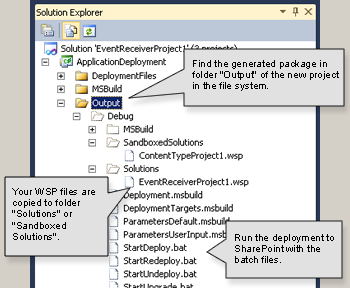 Solution Explorer
Solution 'EventReceiverProject1' (3 projects)
ApplicationDeployment
DeploymentFiles
MSBuild
Output
Debug
MSBuild
SandboxedSolutions
ContentTypeProject1.wsp
Solutions
EventReceiverProject1.wsp
Deployment.msbuild
DeploymentTargets.msbuild
ParametersDefault.msbuild
ParametersUserInput.msbuild
StartDeploy.bat
StartRedeploy.bat
StartUndeploy.bat
StartUpgrade.bat
Find the generated package in
folder "Output" of the new project
in the file system.
Your WSP files are
copied to folder
"Solutions" or
"Sandboxed
Solutions".
Run the deployment to
SharePoint with the
batch files.